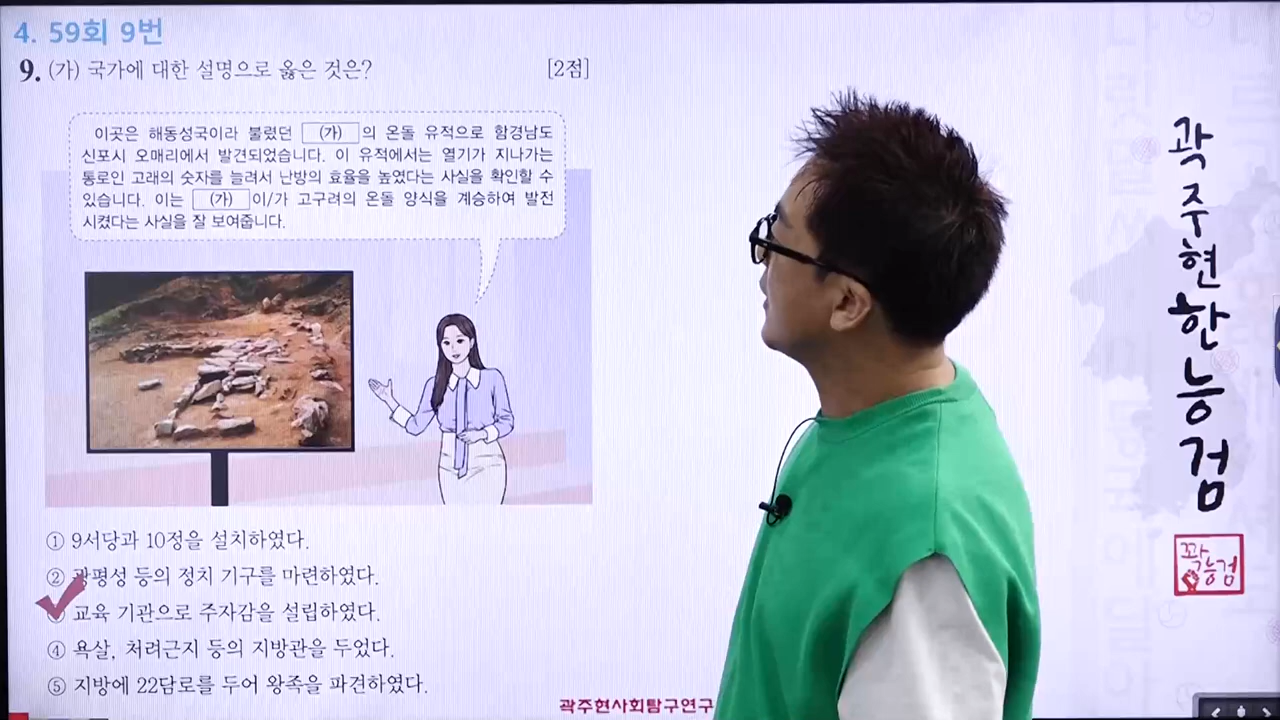 4. 59회 9번
9. (가) 국가에 대한 설명으로 옳은 것은? [2점]
이곳은 해동성국이라 불렸던 (가) 의 온돌 유적으로 함경남도
신포시 오매리에서 발견되었습니다. 이 유적에서는 열기가 지나가는
통로인 고래의 숫자를 늘려서 난방의 효율을 높였다는 사실을 확인할 수
있습니다. 이는 (가) 이/가 고구려의 온돌 양식을 계승하여 발전
시켰다는 사실을 잘 보여줍니다.
① 9서당과 10정을 설치하였다.
② 광평성 등의 정치 기구를 마련하였다.
교육 기관으로 주자감을 설립하였다.
④ 욕살, 처려근지 등의 지방관을 두었다.
⑤ 지방에 22담로를 두어 왕족을 파견하였다.
곽주현사회탐구연구
곽주현한능검
꽉능검